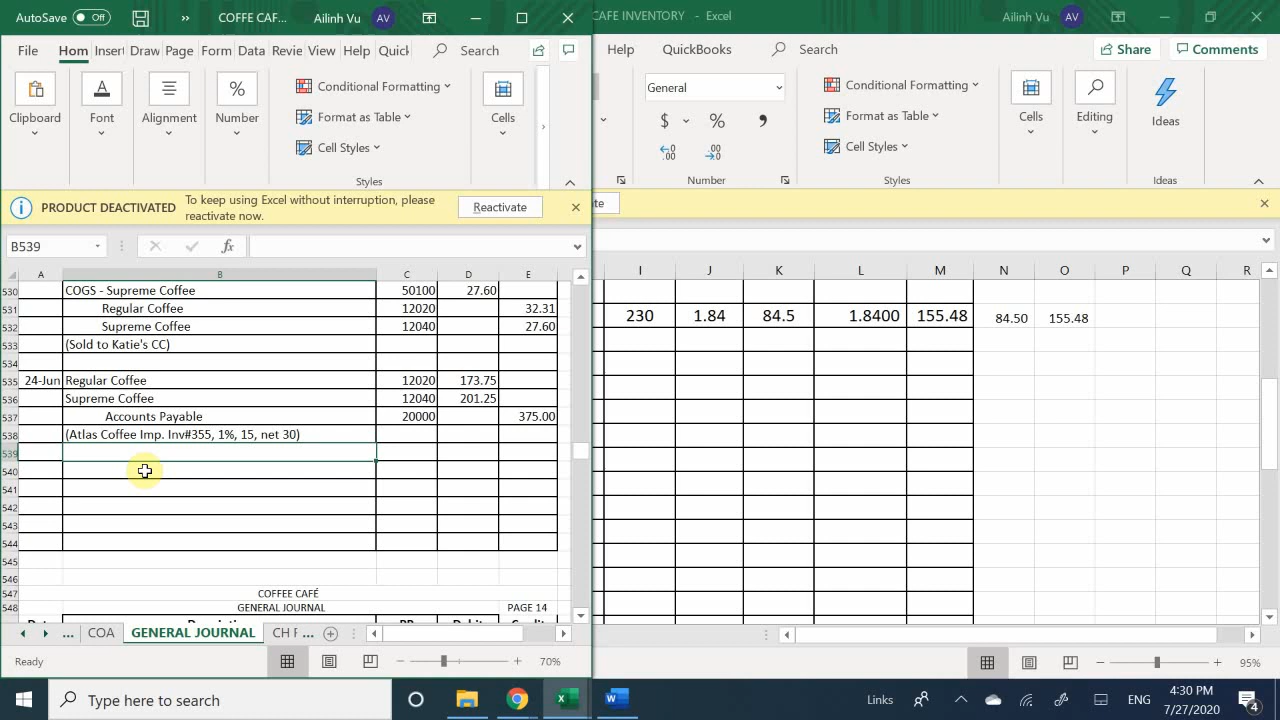 AutoSave Off COFFE CAF... Ailinh Vu AV
CAFE INVENTORY - Excel Ailinh Vu AV
File Hom Insert Draw Page Form Data Revie View Help Quick Search
Help QuickBooks Search Share Comments
Clipboard Font Alignment Number Conditional Formatting Format as Table Cell Styles Cells
Styles
General
$ % 9
Number
Conditional Formatting
Format as Table
Cell Styles
Styles
Cells Editing Ideas
Ideas
PRODUCT DEACTIVATED To keep using Excel without interruption, please reactivate now. Reactivate
te
B539 fx
A B C D E
530 COGS - Supreme Coffee 50100 27.60
531 Regular Coffee 12020 32.31
532 Supreme Coffee 12040 27.60
533 (Sold to Katie's CC)
534
535 24-Jun Regular Coffee 12020 173.75
536 Supreme Coffee 12040 201.25
537 Accounts Payable 20000 375.00
538 (Atlas Coffee Imp. Inv#355, 1%, 15, net 30)
539
540
541
542
543
544
545
546
547 COFFEE CAFÉ
548 GENERAL JOURNAL PAGE 14
I J K L M N O P Q R
230 1.84 84.5 1.8400 155.48 84.50 155.48
... COA GENERAL JOURNAL CH F ...
Ready 70%
95%
Type here to search
Links ENG 4:30 PM
7/27/2020 4